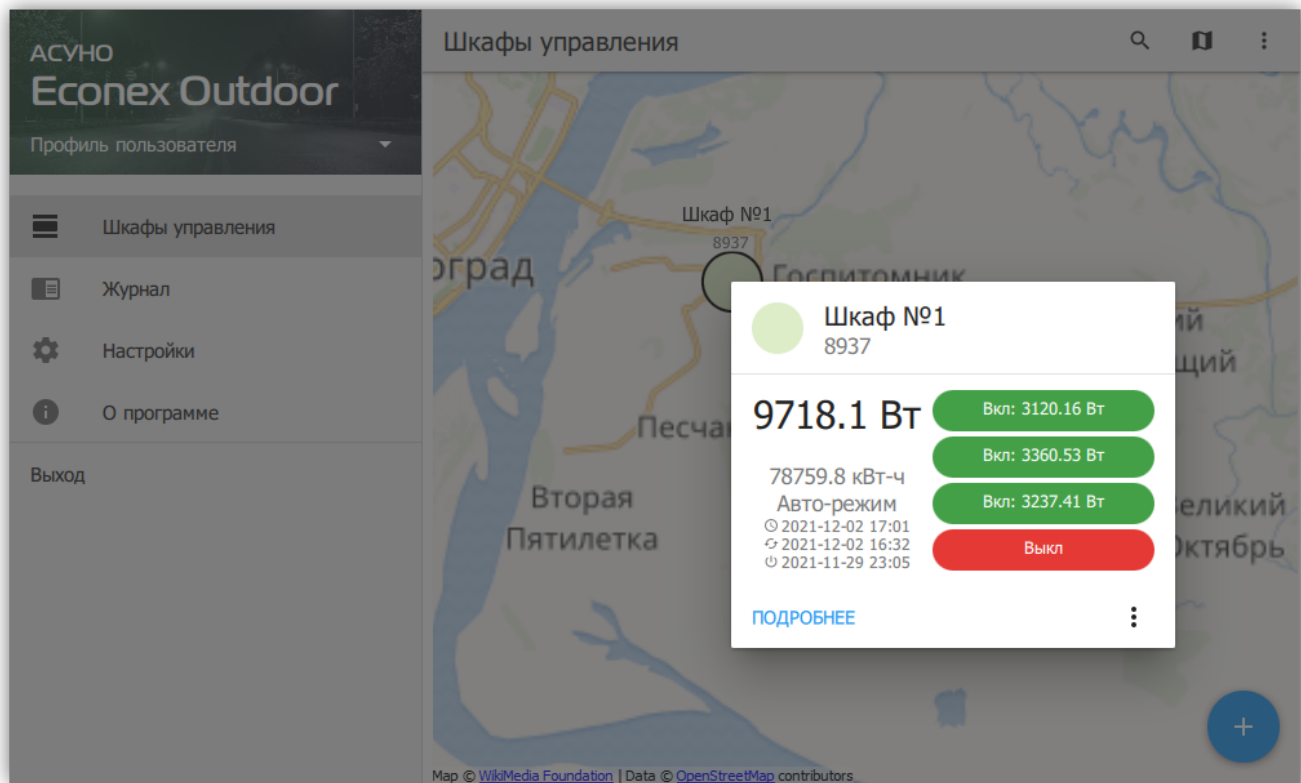 АСУНО
Econex Outdoor
Профиль пользователя
Шкафы управления
Журнал
Настройки
О программе
Выход
Шкафы управления
Шкаф №1
8937
оград
Госпитомник
ий
щий
Песчан
Вторая
Пятилетка
еликий
Октябрь
Шкаф №1
8937
9718.1 Вт
78759.8 кВт-ч
Авто-режим
2021-12-02 17:01
2021-12-02 16:32
2021-11-29 23:05
Вкл: 3120.16 Вт
Вкл: 3360.53 Вт
Вкл: 3237.41 Вт
Выкл
ПОДРОБНЕЕ
Map © WikiMedia Foundation | Data © OpenStreetMap contributors